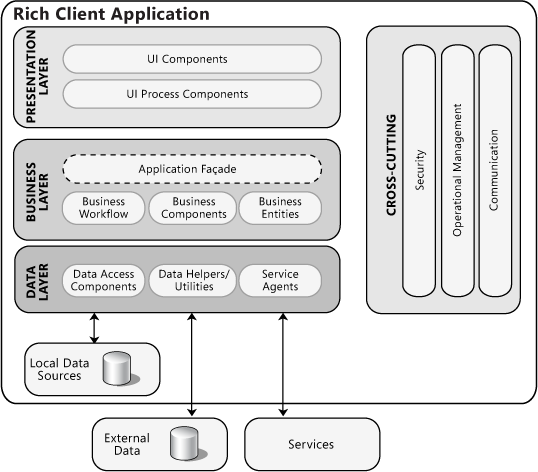 Rich Client Application
PRESENTATION
LAYER
UI Components
UI Process Components
BUSINESS
LAYER
Application Façade
Business
Workflow
Business
Components
Business
Entities
DATA
LAYER
Data Access
Components
Data Helpers/
Utilities
Service
Agents
CROSS-CUTTING
Security
Operational Management
Communication
Local Data
Sources
External
Data
Services